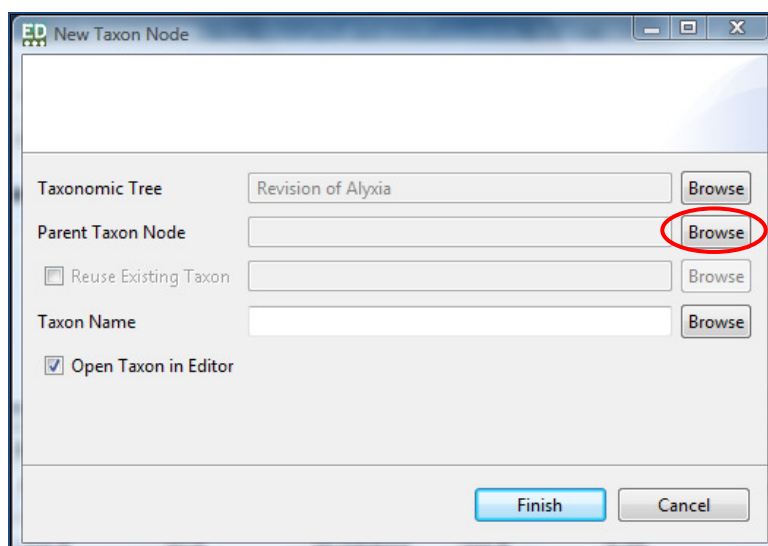 ED New Taxon Node
Taxonomic Tree Revision of Alyxia Browse
Parent Taxon Node Browse
Reuse Existing Taxon Browse
Taxon Name Browse
Open Taxon in Editor
Finish Cancel